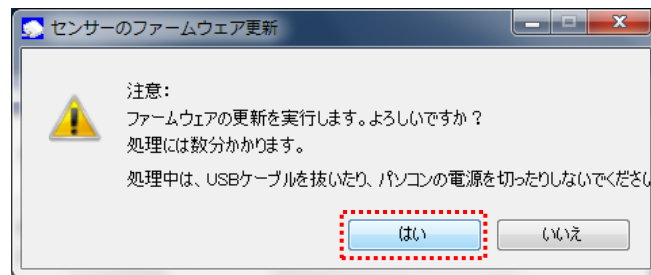 センサーのファームウェア更新
注意:
ファームウェアの更新を実行します。よろしいですか？
処理には数分かかります。
処理中は、USBケーブルを抜いたり、パソコンの電源を切ったりしないでくださ
はい
いいえ